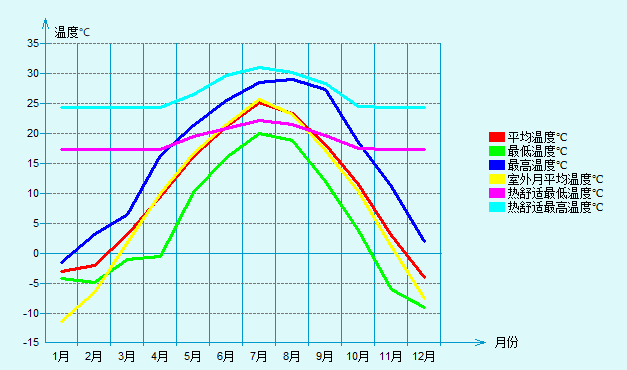 温度℃
35
30
25
20
15
10
5
0
-5
-10
-15
1月 2月 3月 4月 5月 6月 7月 8月 9月 10月 11月 12月
月份
平均温度℃
最低温度℃
最高温度℃
室外月平均温度℃
热舒适最低温度℃
热舒适最高温度℃